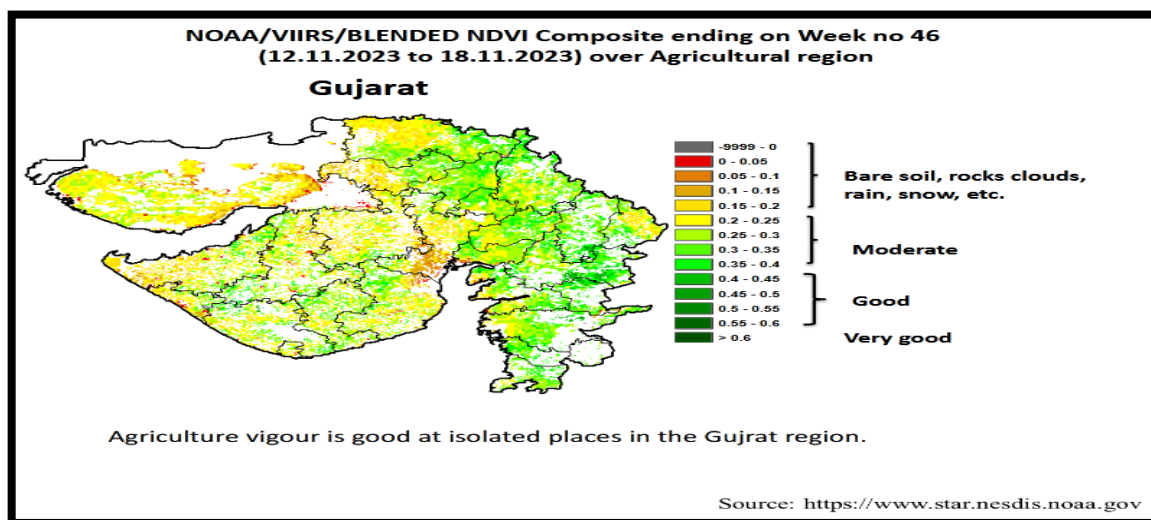 NOAA/VIIRS/BLENDED NDVI Composite ending on Week no 46
(12.11.2023 to 18.11.2023) over Agricultural region
Gujarat
-9999 - 0
0 - 0.05
0.05 - 0.1
0.1 - 0.15
0.15 - 0.2
0.2 - 0.25
0.25 - 0.3
0.3 - 0.35
0.35 - 0.4
0.4 - 0.45
0.45 - 0.5
0.5 - 0.55
0.55 - 0.6
> 0.6
Bare soil, rocks clouds,
rain, snow, etc.
Moderate
Good
Very good
Agriculture vigour is good at isolated places in the Gujrat region.
Source: https://www.star.nesdis.noaa.gov